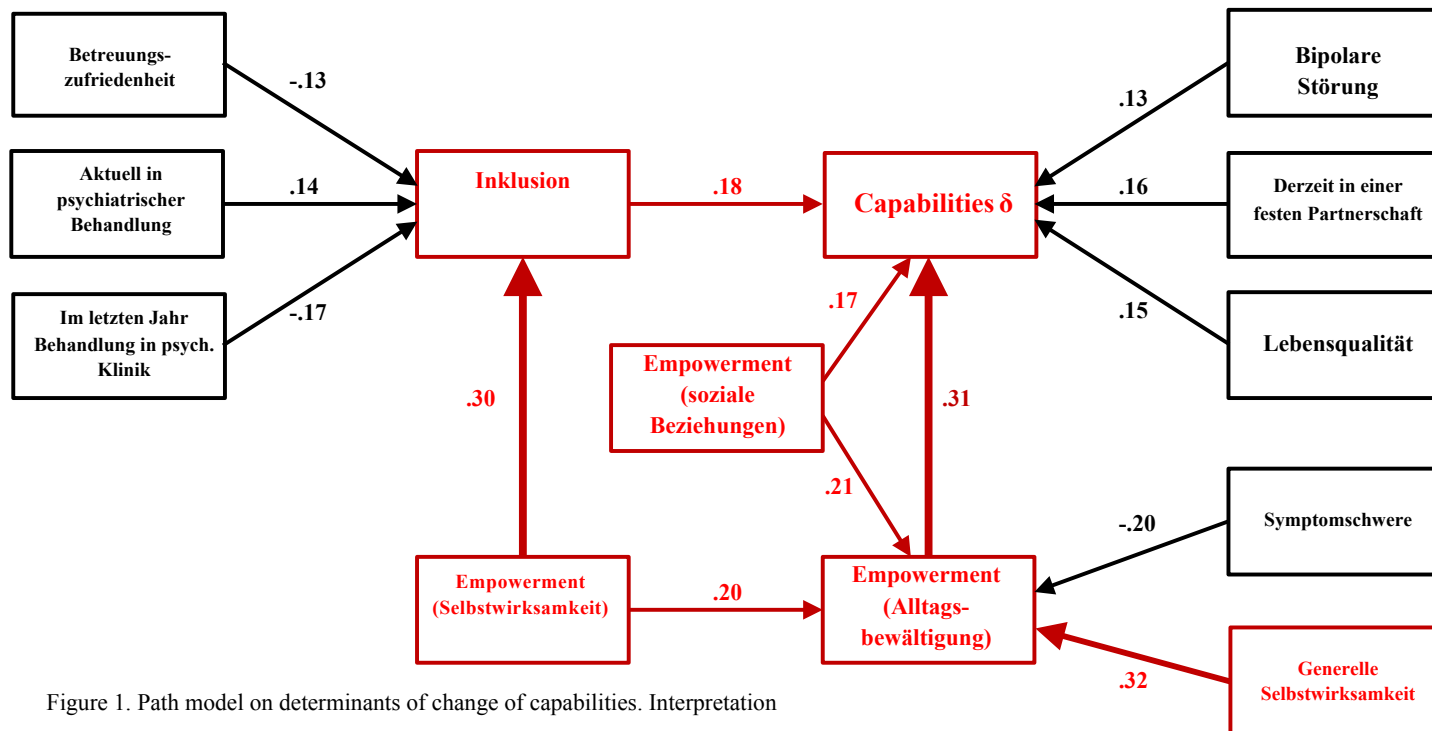 Betreuungs-
zufriedenheit
-.13
Aktuell in
psychiatrischer
Behandlung
.14
Im letzten Jahr
Behandlung in psych.
Klinik
-.17
Inklusion
.18
Capabilities δ
.13
Bipolare
Störung
.16
Derzeit in einer
festen Partnerschaft
.15
Lebensqualität
.30
Empowerment
(soziale
Beziehungen)
.17
.21
.31
Empowerment
(Selbstwirksamkeit)
.20
Empowerment
(Alltags-
bewältigung)
-.20
Symptomschwere
.32
Generelle
Selbstwirksamkeit
Figure 1. Path model on determinants of change of capabilities. Interpretation